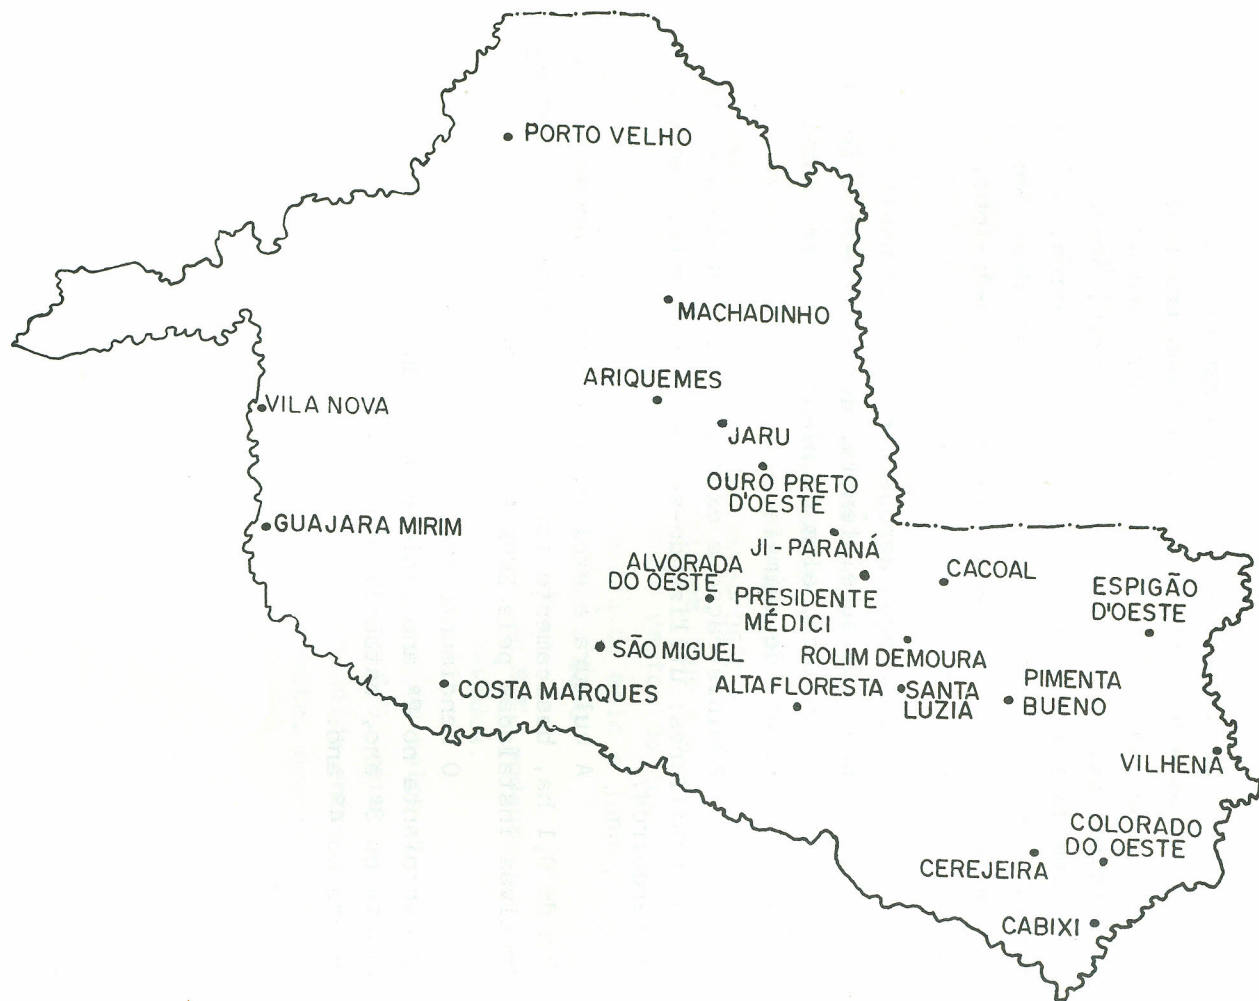 PORTO VELHO
MACHADINHO
ARIQUEMES
VILA NOVA
JARU
OURO PRETO
D'OESTE
GUAJARA MIRIM
JI - PARANÁ
ALVORADA
DO OESTE
CACOAL
PRESIDENTE
MÉDICI
ESPIGÃO
D'OESTE
SÃO MIGUEL
ROLIM DE MOURA
COSTA MARQUES
ALTA FLORESTA
SANTA
LUZIA
PIMENTA
BUENO
VILHENA
COLORADO
DO OESTE
CEREJEIRA
CABIXI